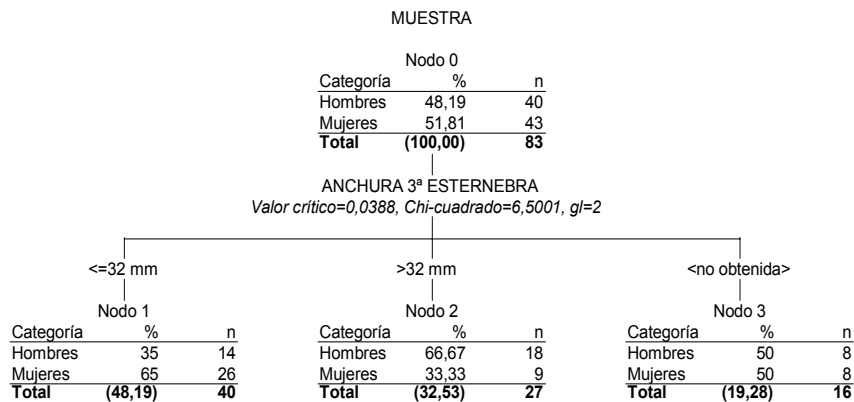 MUESTRA
Nodo 0
Categoría % n
Hombres 48,19 40
Mujeres 51,81 43
Total (100,00) 83
ANCHURA 3ª ESTERNEBRA
Valor crítico=0,0388, Chi-cuadrado=6,5001, gl=2
<=32 mm >32 mm <no obtenida>
Nodo 1 Nodo 2 Nodo 3
Categoría % n Categoría % n Categoría % n
Hombres 35 14 Hombres 66,67 18 Hombres 50 8
Mujeres 65 26 Mujeres 33,33 9 Mujeres 50 8
Total (48,19) 40 Total (32,53) 27 Total (19,28) 16